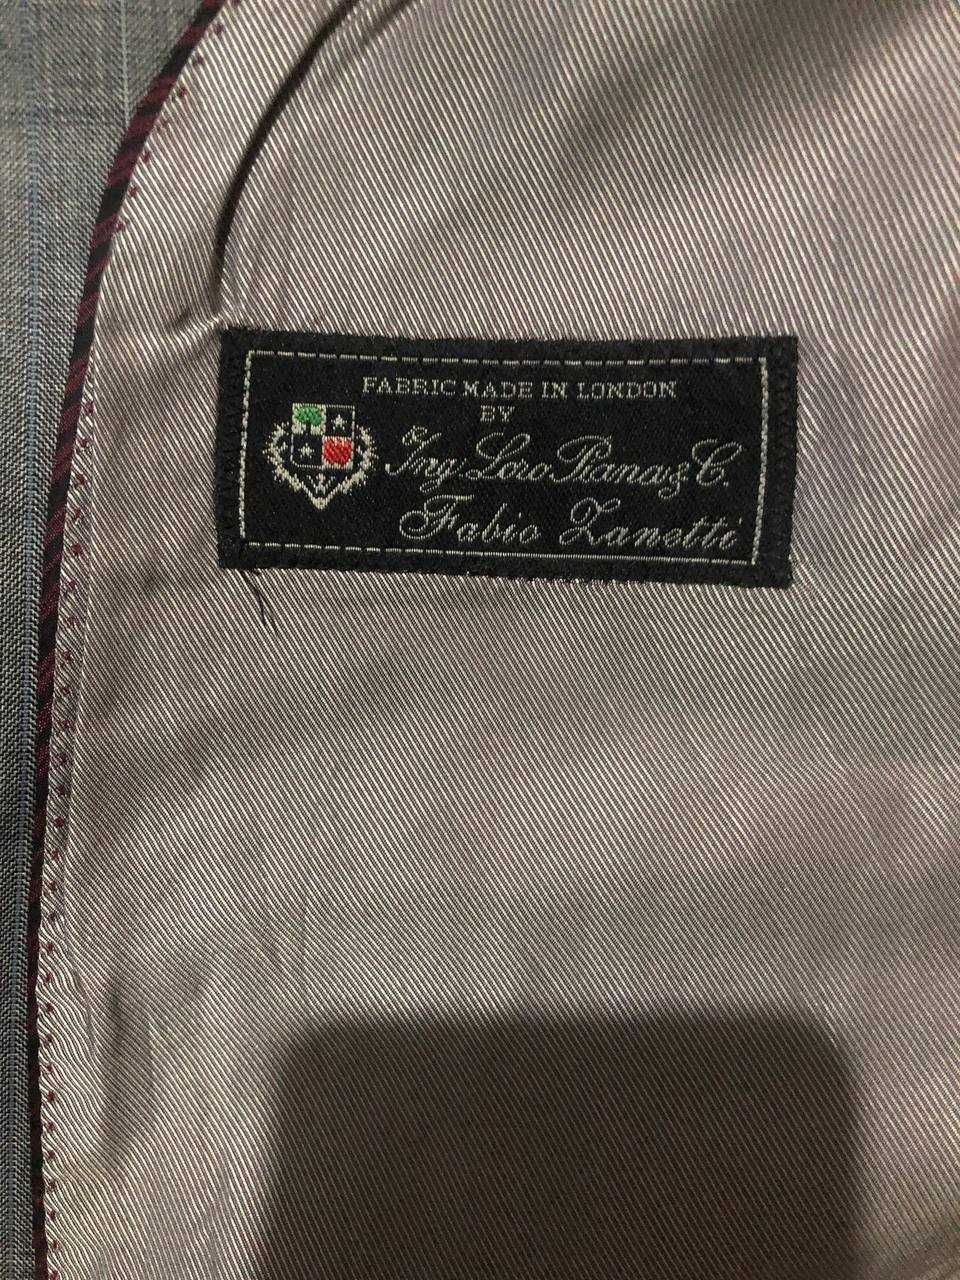 FABRIC MADE IN LONDON
BY
Ing. Loro Piana & C.
Fabio Zanetti